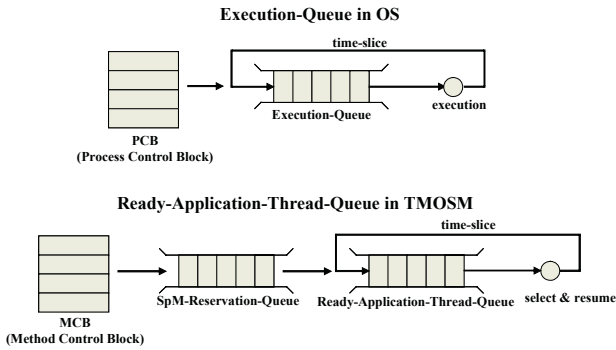 Execution-Queue in OS
time-slice
Execution-Queue
execution
PCB
(Process Control Block)
Ready-Application-Thread-Queue in TMOSM
time-slice
SpM-Reservation-Queue
Ready-Application-Thread-Queue
select & resume
MCB
(Method Control Block)